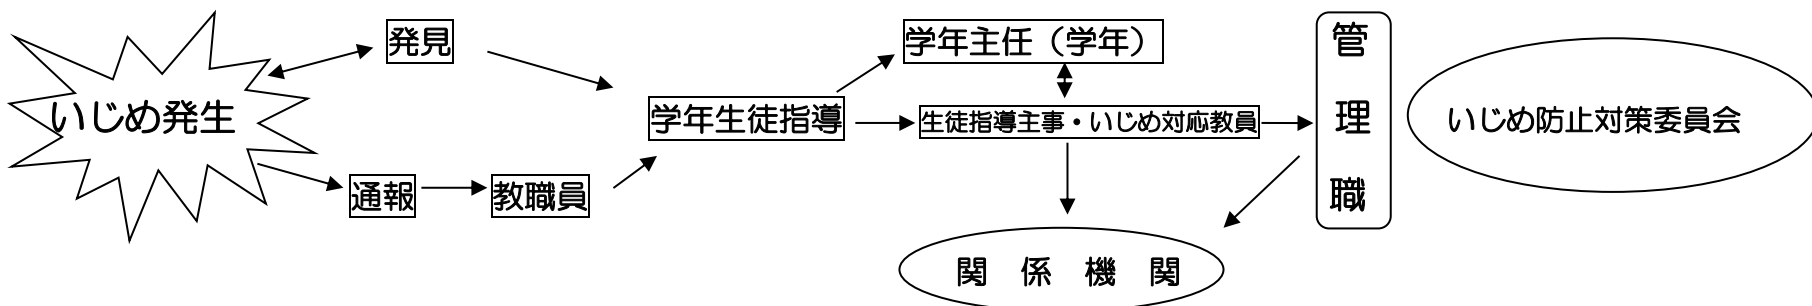 いじめ発生
発見
通報
教職員
学年生徒指導
学年主任（学年）
生徒指導主事・いじめ対応教員
関係機関
管理職
いじめ防止対策委員会